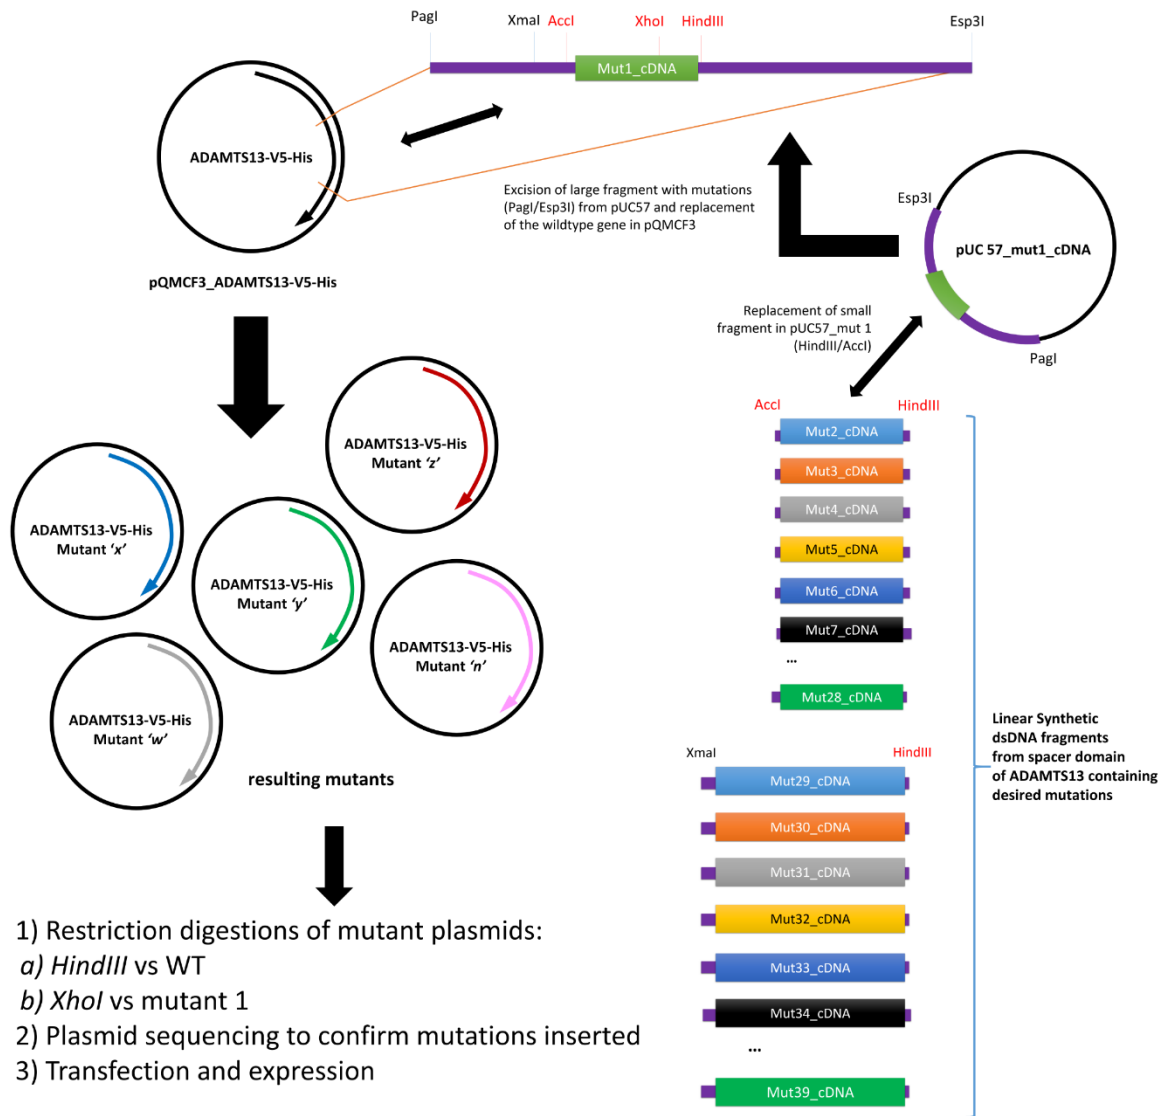 PagI
XmaI
AccI
XhoI
HindIII
Esp3I
Mut1_cDNA
ADAMTS13-V5-His
pQMCF3_ADAMTS13-V5-His
Excision of large fragment with mutations
(PagI/Esp3I) from pUC57 and replacement
of the wildtype gene in pQMCF3
Esp3I
pUC 57_mut1_cDNA
PagI
Replacement of small
fragment in pUC57_mut 1
(HindIII/AccI)
AccI
HindIII
Mut2_cDNA
Mut3_cDNA
Mut4_cDNA
Mut5_cDNA
Mut6_cDNA
Mut7_cDNA
...
Mut28_cDNA
XmaI
HindIII
Mut29_cDNA
Mut30_cDNA
Mut31_cDNA
Mut32_cDNA
Mut33_cDNA
Mut34_cDNA
...
Mut39_cDNA
Linear Synthetic
dsDNA fragments
from spacer domain
of ADAMTS13 containing
desired mutations
ADAMTS13-V5-His
Mutant ‘z’
ADAMTS13-V5-His
Mutant ‘x’
ADAMTS13-V5-His
Mutant ‘y’
ADAMTS13-V5-His
Mutant ‘n’
ADAMTS13-V5-His
Mutant ‘w’
resulting mutants
1) Restriction digestions of mutant plasmids:
a) HindIII vs WT
b) XhoI vs mutant 1
2) Plasmid sequencing to confirm mutations inserted
3) Transfection and expression